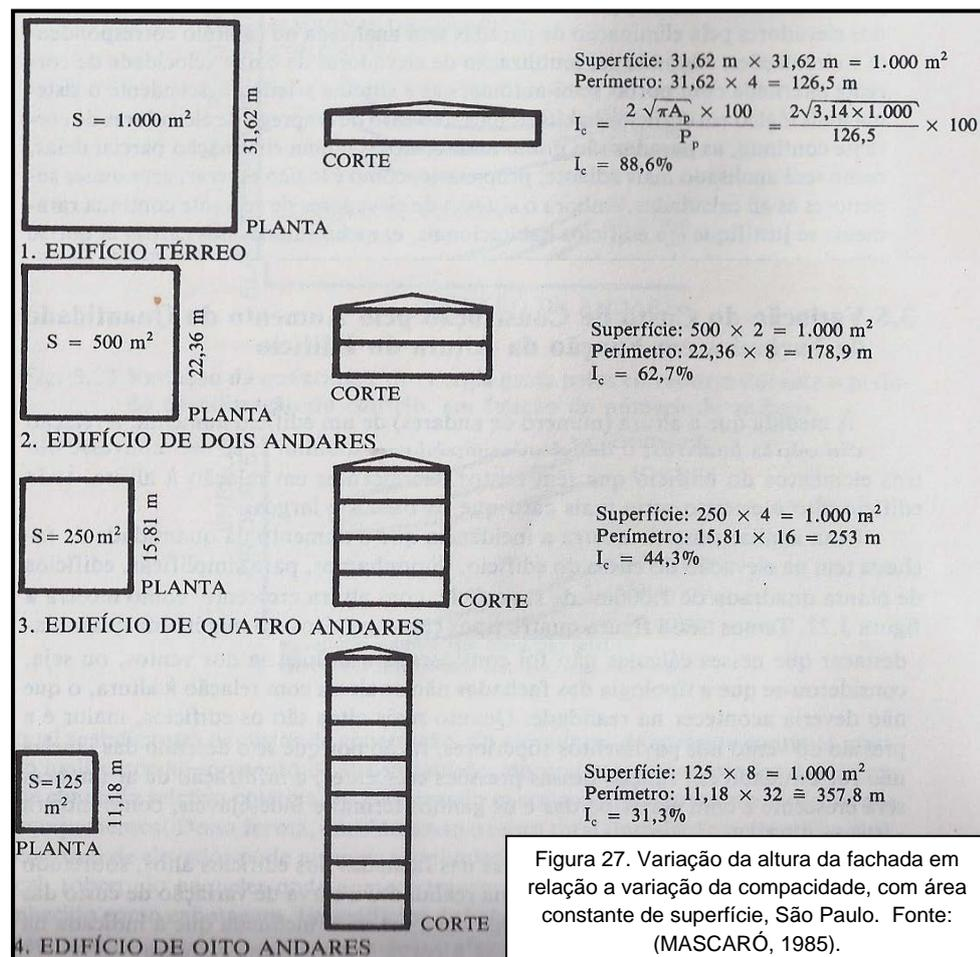 S = 1.000 m²
31,62 m
PLANTA
CORTE
Superfície: 31,62 m × 31,62 m = 1.000 m²
Perímetro: 31,62 × 4 = 126,5 m
I_c = 2 √πA_p × 100 / P_p = 2√3,14×1.000 / 126,5 × 100
I_c = 88,6%
1. EDIFÍCIO TÉRREO
S = 500 m²
22,36 m
PLANTA
CORTE
Superfície: 500 × 2 = 1.000 m²
Perímetro: 22,36 × 8 = 178,9 m
I_c = 62,7%
2. EDIFÍCIO DE DOIS ANDARES
S = 250 m²
15,81 m
PLANTA
CORTE
Superfície: 250 × 4 = 1.000 m²
Perímetro: 15,81 × 16 = 253 m
I_c = 44,3%
3. EDIFÍCIO DE QUATRO ANDARES
S=125
m²
11,18 m
PLANTA
CORTE
Superfície: 125 × 8 = 1.000 m²
Perímetro: 11,18 × 32 ≅ 357,8 m
I_c = 31,3%
4. EDIFÍCIO DE OITO ANDARES
Figura 27. Variação da altura da fachada em
relação a variação da compacidade, com área
constante de superfície, São Paulo. Fonte:
(MASCARÓ, 1985).